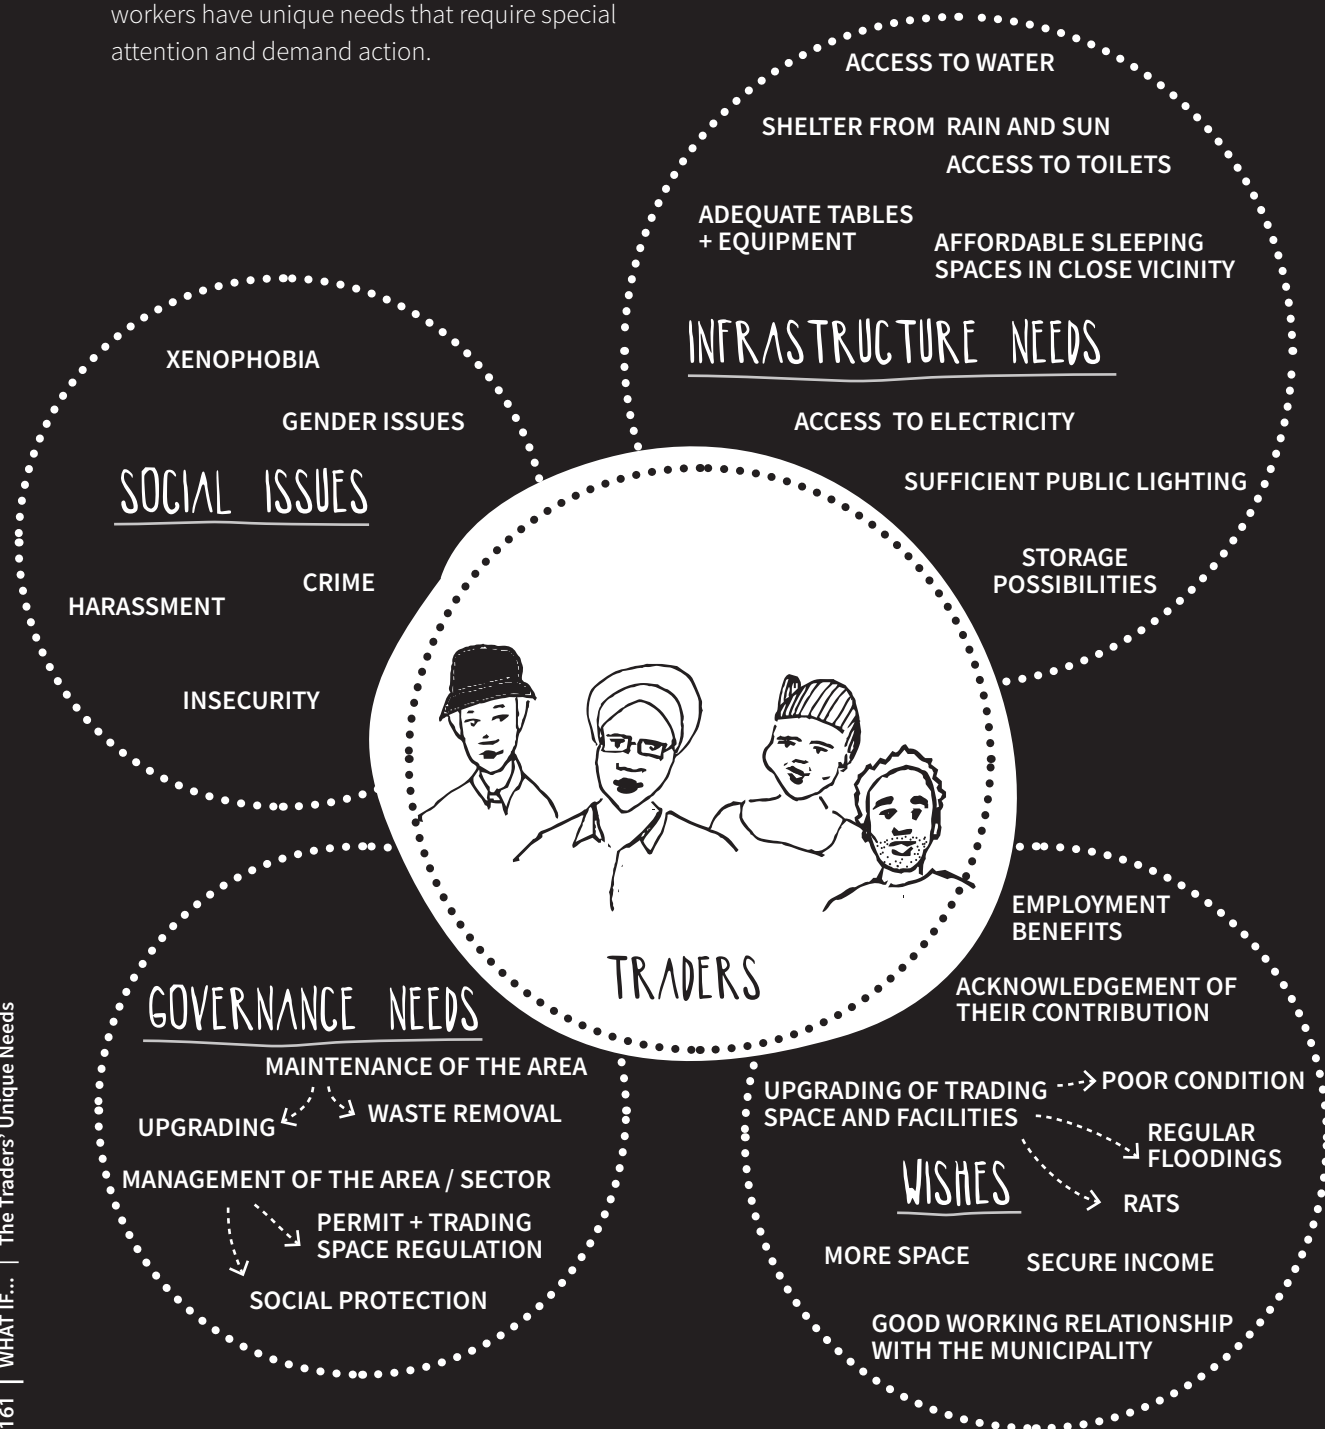 workers have unique needs that require special
attention and demand action.
ACCESS TO WATER
SHELTER FROM RAIN AND SUN
ACCESS TO TOILETS
ADEQUATE TABLES
+ EQUIPMENT
AFFORDABLE SLEEPING
SPACES IN CLOSE VICINITY
INFRASTRUCTURE NEEDS
ACCESS TO ELECTRICITY
SUFFICIENT PUBLIC LIGHTING
STORAGE
POSSIBILITIES
XENOPHOBIA
GENDER ISSUES
SOCIAL ISSUES
CRIME
HARASSMENT
INSECURITY
TRADERS
GOVERNANCE NEEDS
MAINTENANCE OF THE AREA
UPGRADING
WASTE REMOVAL
MANAGEMENT OF THE AREA / SECTOR
PERMIT + TRADING
SPACE REGULATION
SOCIAL PROTECTION
EMPLOYMENT
BENEFITS
ACKNOWLEDGEMENT OF
THEIR CONTRIBUTION
UPGRADING OF TRADING
SPACE AND FACILITIES
POOR CONDITION
REGULAR
FLOODINGS
RATS
WISHES
MORE SPACE
SECURE INCOME
GOOD WORKING RELATIONSHIP
WITH THE MUNICIPALITY
161 | WHAT IF... | The Traders' Unique Needs